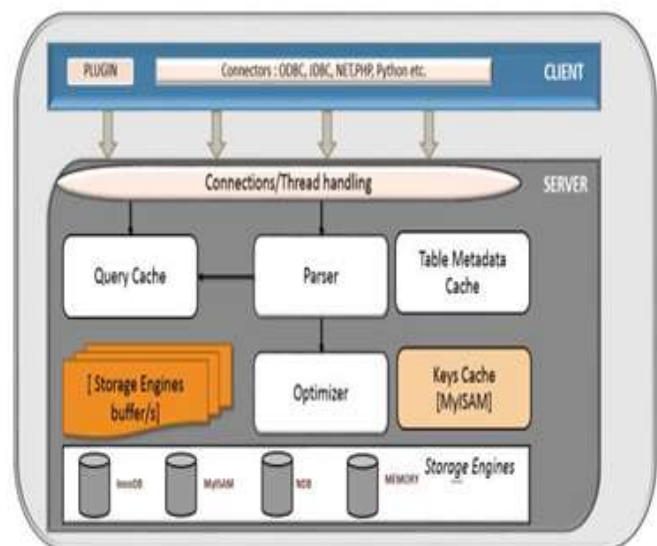 PLUGIN
Connectors : ODBC, JDBC, NET,PHP, Python etc.
CLIENT
Connections/Thread handling
SERVER
Query Cache
Parser
Table Metadata
Cache
[ Storage Engines
buffer/s]
Optimizer
Keys Cache
[MyISAM]
Storage Engines
InnoDB
MyISAM
NDB
MEMORY